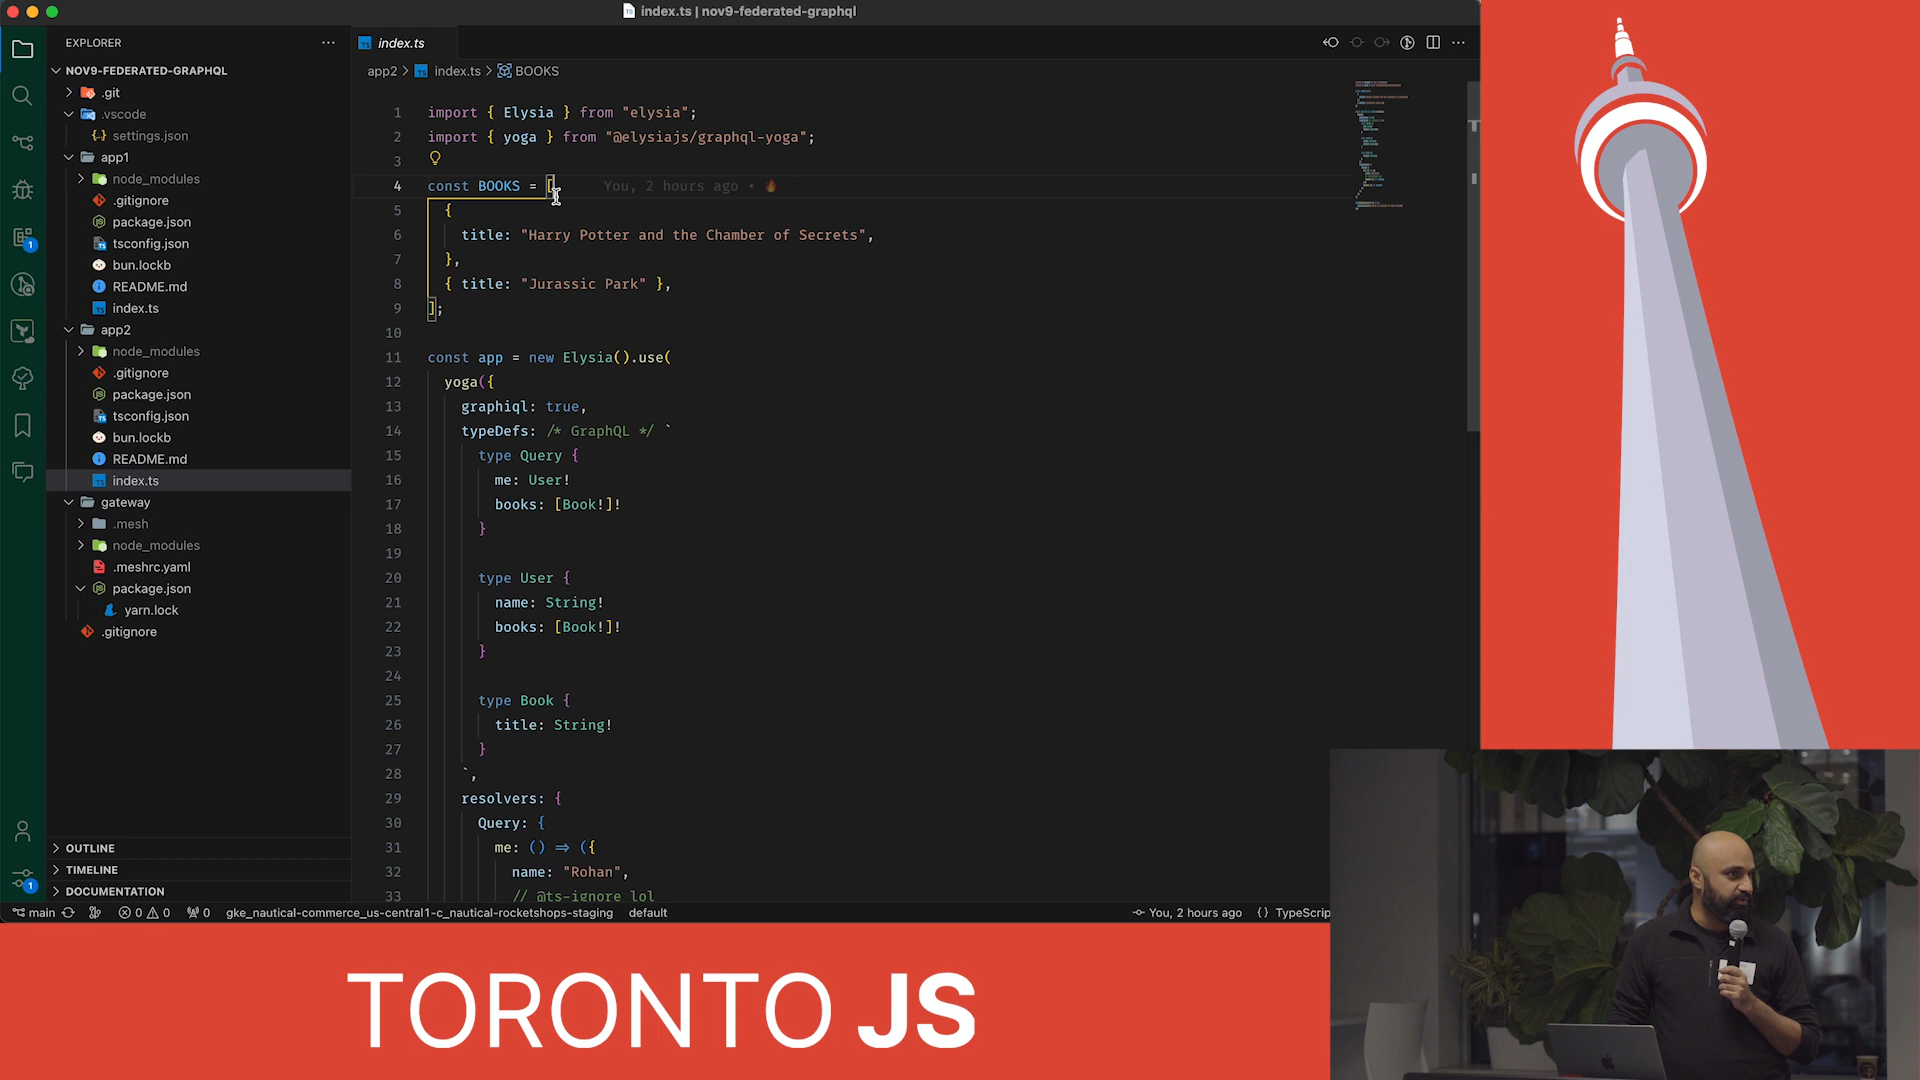 index.ts | nov9-federated-graphql
EXPLORER
NOV9-FEDERATED-GRAPHQL
.git
.vscode
settings.json
app1
node_modules
.gitignore
package.json
tsconfig.json
bun.lockb
README.md
index.ts
app2
node_modules
.gitignore
package.json
tsconfig.json
bun.lockb
README.md
index.ts
gateway
.mesh
node_modules
.meshrc.yaml
package.json
yarn.lock
.gitignore
OUTLINE
TIMELINE
DOCUMENTATION
1
1
index.ts
app2 > index.ts > BOOKS
1 import { Elysia } from "elysia";
2 import { yoga } from "@elysiajs/graphql-yoga";
3
4 const BOOKS = [ You, 2 hours ago • 🔥
5 {
6 title: "Harry Potter and the Chamber of Secrets",
7 },
8 { title: "Jurassic Park" },
9 ];
10
11 const app = new Elysia().use(
12 yoga({
13 graphiql: true,
14 typeDefs: /* GraphQL */ `
15 type Query {
16 me: User!
17 books: [Book!]!
18 }
19
20 type User {
21 name: String!
22 books: [Book!]!
23 }
24
25 type Book {
26 title: String!
27 }
28 `,
29 resolvers: {
30 Query: {
31 me: () => ({
32 name: "Rohan",
33 // @ts-ignore lol
main 0 0 0 gke_nautical-commerce_us-central1-c_nautical-rocketshops-staging default You, 2 hours ago {} TypeScrip
TORONTO JS